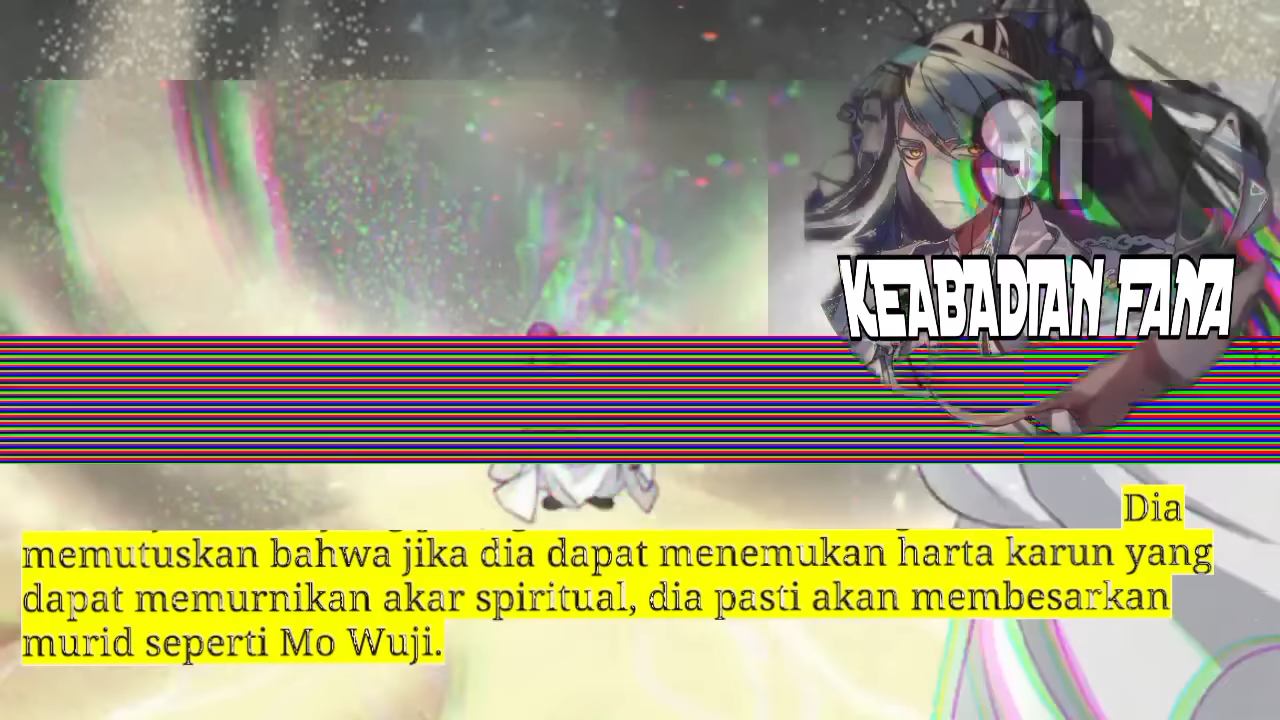 91
KEABADIAN FANA
Dia
memutuskan bahwa jika dia dapat menemukan harta karun yang
dapat memurnikan akar spiritual, dia pasti akan membesarkan
murid seperti Mo Wuji.